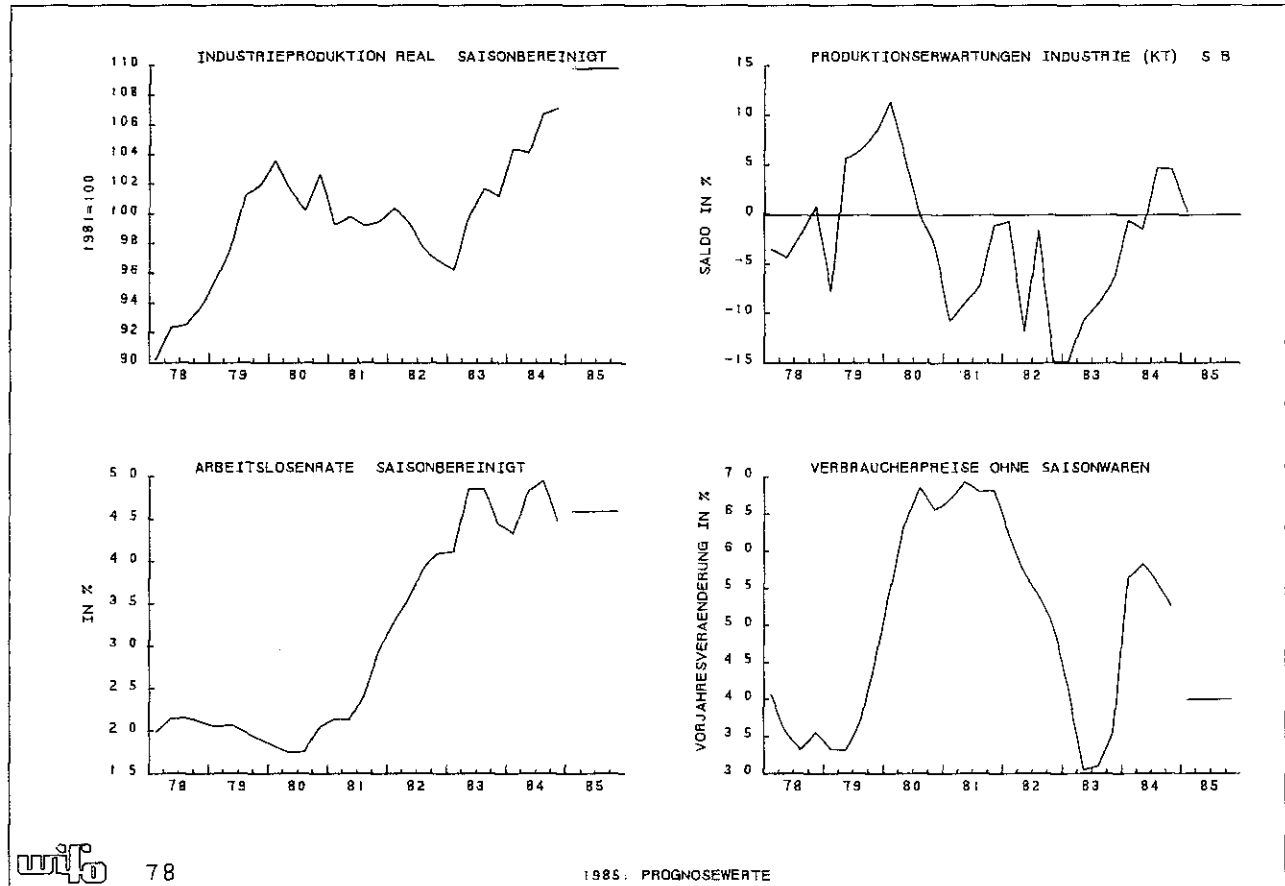 INDUSTRIEPRODUKTION REAL SAISONBEREINIGT
110
108
106
104
102
100
98
96
94
92
90
1981=100
78 79 80 81 82 83 84 85
PRODUKTIONSERWARTUNGEN INDUSTRIE (KT) S B
15
10
5
0
-5
-10
-15
SALDO IN %
78 79 80 81 82 83 84 85
ARBEITSLOSENRATE SAISONBEREINIGT
5 0
4 5
4 0
3 5
3 0
2 5
2 0
1 5
IN %
78 79 80 81 82 83 84 85
VERBRAUCHERPREISE OHNE SAISONWAREN
7 0
6 5
6 0
5 5
5 0
4 5
4 0
3 5
3 0
VORJAHRESVERAENDERUNG IN %
78 79 80 81 82 83 84 85
wifo 78
1985: PROGNOSEWERTE